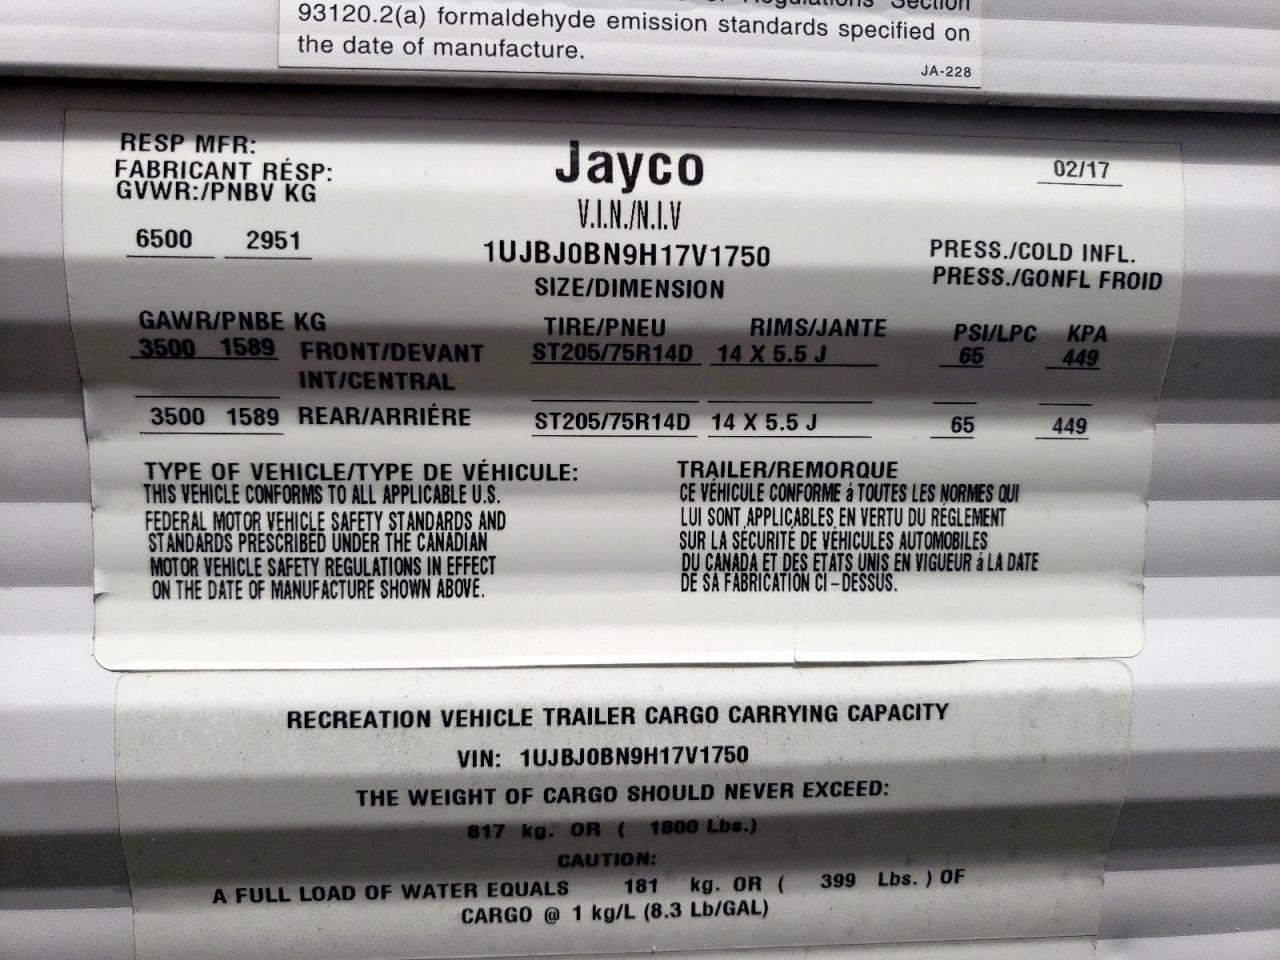 Regulations Section
93120.2(a) formaldehyde emission standards specified on
the date of manufacture.
JA-228
RESP MFR:
FABRICANT RÉSP:
GVWR:/PNBV KG
Jayco
02/17
V.I.N./N.I.V
6500 2951
1UJBJ0BN9H17V1750
PRESS./COLD INFL.
PRESS./GONFL FROID
SIZE/DIMENSION
GAWR/PNBE KG TIRE/PNEU RIMS/JANTE PSI/LPC KPA
3500 1589 FRONT/DEVANT ST205/75R14D 14 X 5.5 J 65 449
INT/CENTRAL
3500 1589 REAR/ARRIÉRE ST205/75R14D 14 X 5.5 J 65 449
TYPE OF VEHICLE/TYPE DE VÉHICULE: TRAILER/REMORQUE
THIS VEHICLE CONFORMS TO ALL APPLICABLE U.S.
FEDERAL MOTOR VEHICLE SAFETY STANDARDS AND
STANDARDS PRESCRIBED UNDER THE CANADIAN
MOTOR VEHICLE SAFETY REGULATIONS IN EFFECT
ON THE DATE OF MANUFACTURE SHOWN ABOVE.
CE VÉHICULE CONFORME á TOUTES LES NORMES QUI
LUI SONT APPLICABLES EN VERTU DU RÉGLEMENT
SUR LA SÉCURITÉ DE VÉHICULES AUTOMOBILES
DU CANADA ET DES ETATS UNIS EN VIGUEUR á LA DATE
DE SA FABRICATION CI-DESSUS.
RECREATION VEHICLE TRAILER CARGO CARRYING CAPACITY
VIN: 1UJBJ0BN9H17V1750
THE WEIGHT OF CARGO SHOULD NEVER EXCEED:
817 kg. OR ( 1800 Lbs.)
CAUTION:
A FULL LOAD OF WATER EQUALS 181 kg. OR ( 399 Lbs. ) OF
CARGO @ 1 kg/L (8.3 Lb/GAL)